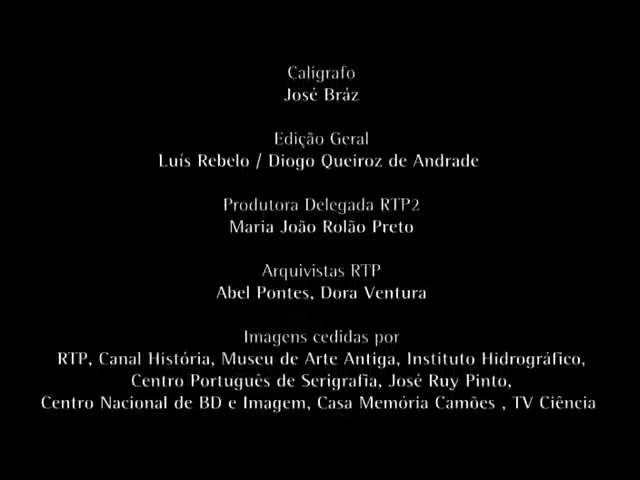 Caligrafo
José Bráz
Edição Geral
Luís Rebelo / Diogo Queiroz de Andrade
Produtora Delegada RTP2
Maria João Rolão Preto
Arquivistas RTP
Abel Pontes, Dora Ventura
Imagens cedidas por
RTP, Canal História, Museu de Arte Antiga, Instituto Hidrográfico,
Centro Português de Serigrafia, José Ruy Pinto,
Centro Nacional de BD e Imagem, Casa Memória Camões , TV Ciência